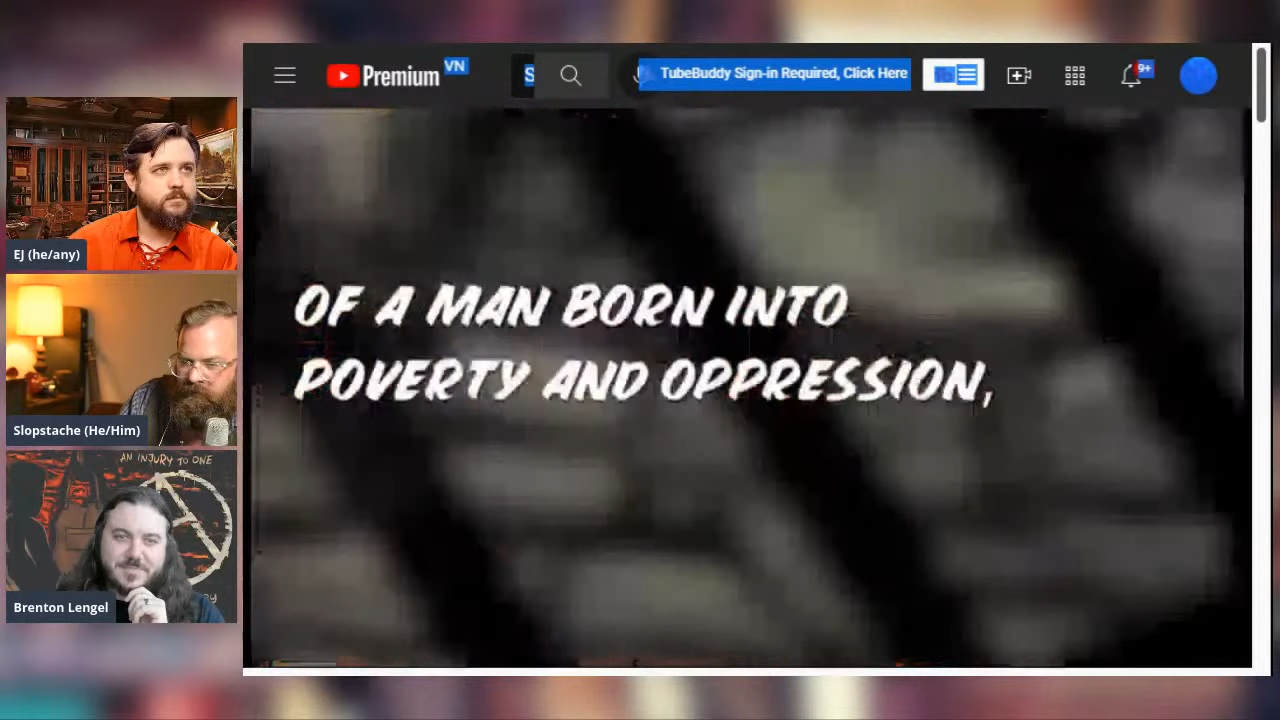 Premium VN
S
TubeBuddy Sign-in Required, Click Here
9+
EJ (he/any)
OF A MAN BORN INTO
POVERTY AND OPPRESSION,
Slopstache (He/Him)
AN INJURY TO ONE
Brenton Lengel